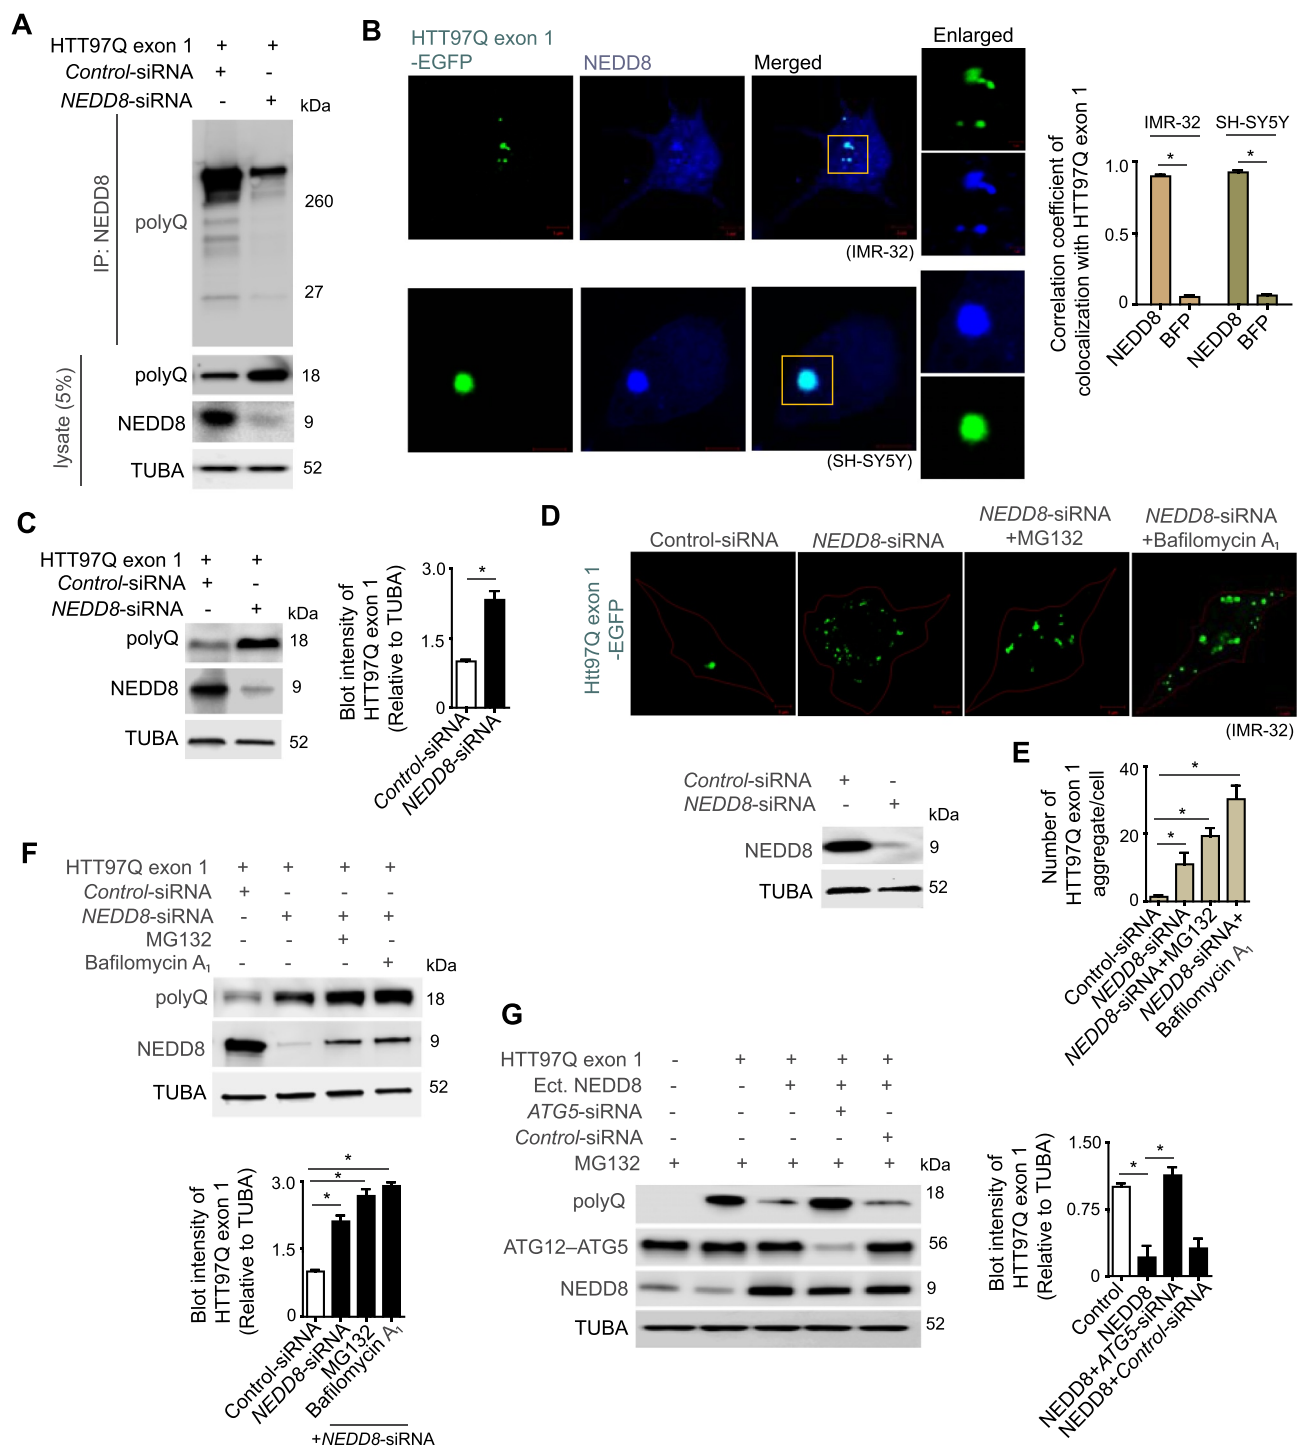 A
HTT97Q exon 1 + +
Control-siRNA + -
NEDD8-siRNA - +
kDa
IP: NEDD8
polyQ
260
27
lysate (5%)
polyQ 18
NEDD8 9
TUBA 52
B
HTT97Q exon 1
-EGFP
NEDD8
Merged
Enlarged
(IMR-32)
(SH-SY5Y)
Correlation coefficient of
colocalization with HTT97Q exon 1
IMR-32 SH-SY5Y
* *
1.0
0.5
0
NEDD8
BFP
NEDD8
BFP
C
HTT97Q exon 1 + +
Control-siRNA + -
NEDD8-siRNA - +
kDa
polyQ 18
NEDD8 9
TUBA 52
Blot intensity of
HTT97Q exon 1
(Relative to TUBA)
3.0
1.5
0
*
Control-siRNA
NEDD8-siRNA
D
Control-siRNA
NEDD8-siRNA
NEDD8-siRNA
+MG132
NEDD8-siRNA
+Bafilomycin A1
Htt97Q exon 1
-EGFP
(IMR-32)
Control-siRNA + -
NEDD8-siRNA - +
kDa
NEDD8 9
TUBA 52
E
Number of
HTT97Q exon 1
aggregate/cell
40
20
0
* * *
Control-siRNA
NEDD8-siRNA
NEDD8-siRNA+MG132
NEDD8-siRNA+
Bafilomycin A1
F
HTT97Q exon 1 + + + +
Control-siRNA + - - -
NEDD8-siRNA - + + +
MG132 - - + -
Bafilomycin A1 - - - +
kDa
polyQ 18
NEDD8 9
TUBA 52
Blot intensity of
HTT97Q exon 1
(Relative to TUBA)
3.0
1.5
0
* * *
Control-siRNA
NEDD8-siRNA
MG132
Bafilomycin A1
+NEDD8-siRNA
G
HTT97Q exon 1 - + + + +
Ect. NEDD8 - - + + +
ATG5-siRNA - - - + -
Control-siRNA - - - - +
MG132 + + + + +
kDa
polyQ 18
ATG12–ATG5 56
NEDD8 9
TUBA 52
Blot intensity of
HTT97Q exon 1
(Relative to TUBA)
1.50
0.75
0
* *
Control
NEDD8
NEDD8+ATG5-siRNA
NEDD8+Control-siRNA